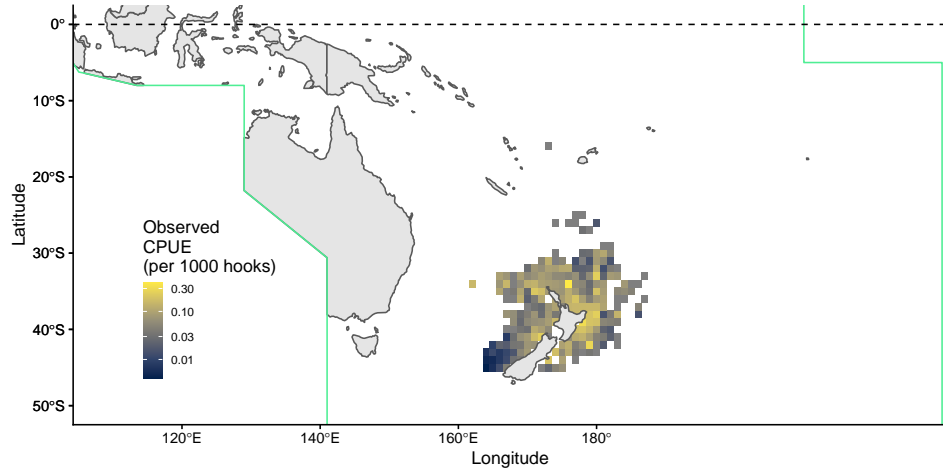 0°
10°S
20°S
30°S
40°S
50°S
Latitude
Observed
CPUE
(per 1000 hooks)
0.30
0.10
0.03
0.01
120°E
140°E
160°E
180°
Longitude